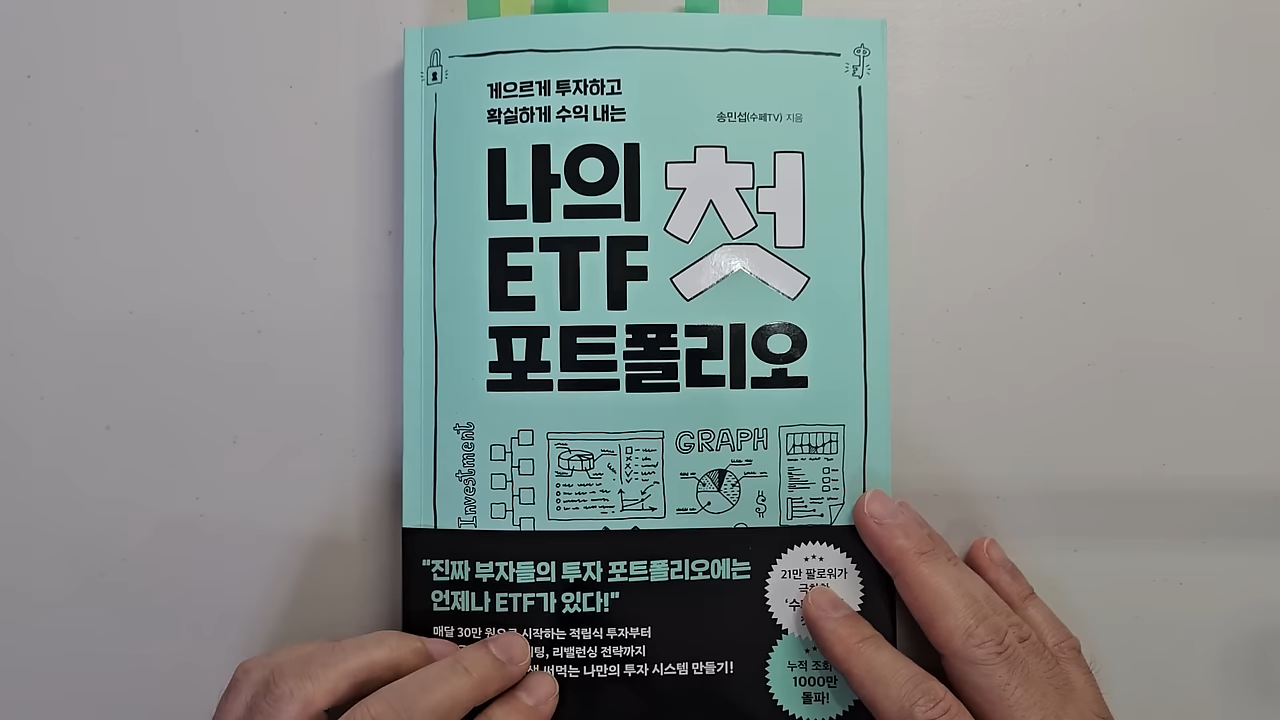 게으르게 투자하고
확실하게 수익 내는
송민섭(수페TV) 지음
나의 첫
ETF
포트폴리오
Investment
GRAPH
$
"진짜 부자들의 투자 포트폴리오에는
언제나 ETF가 있다!"
매달 30만 원으로 시작하는 적립식 투자부터
리밸런싱 전략까지
써먹는 나만의 투자 시스템 만들기!
21만 팔로워가
누적 조회
1000만
돌파!